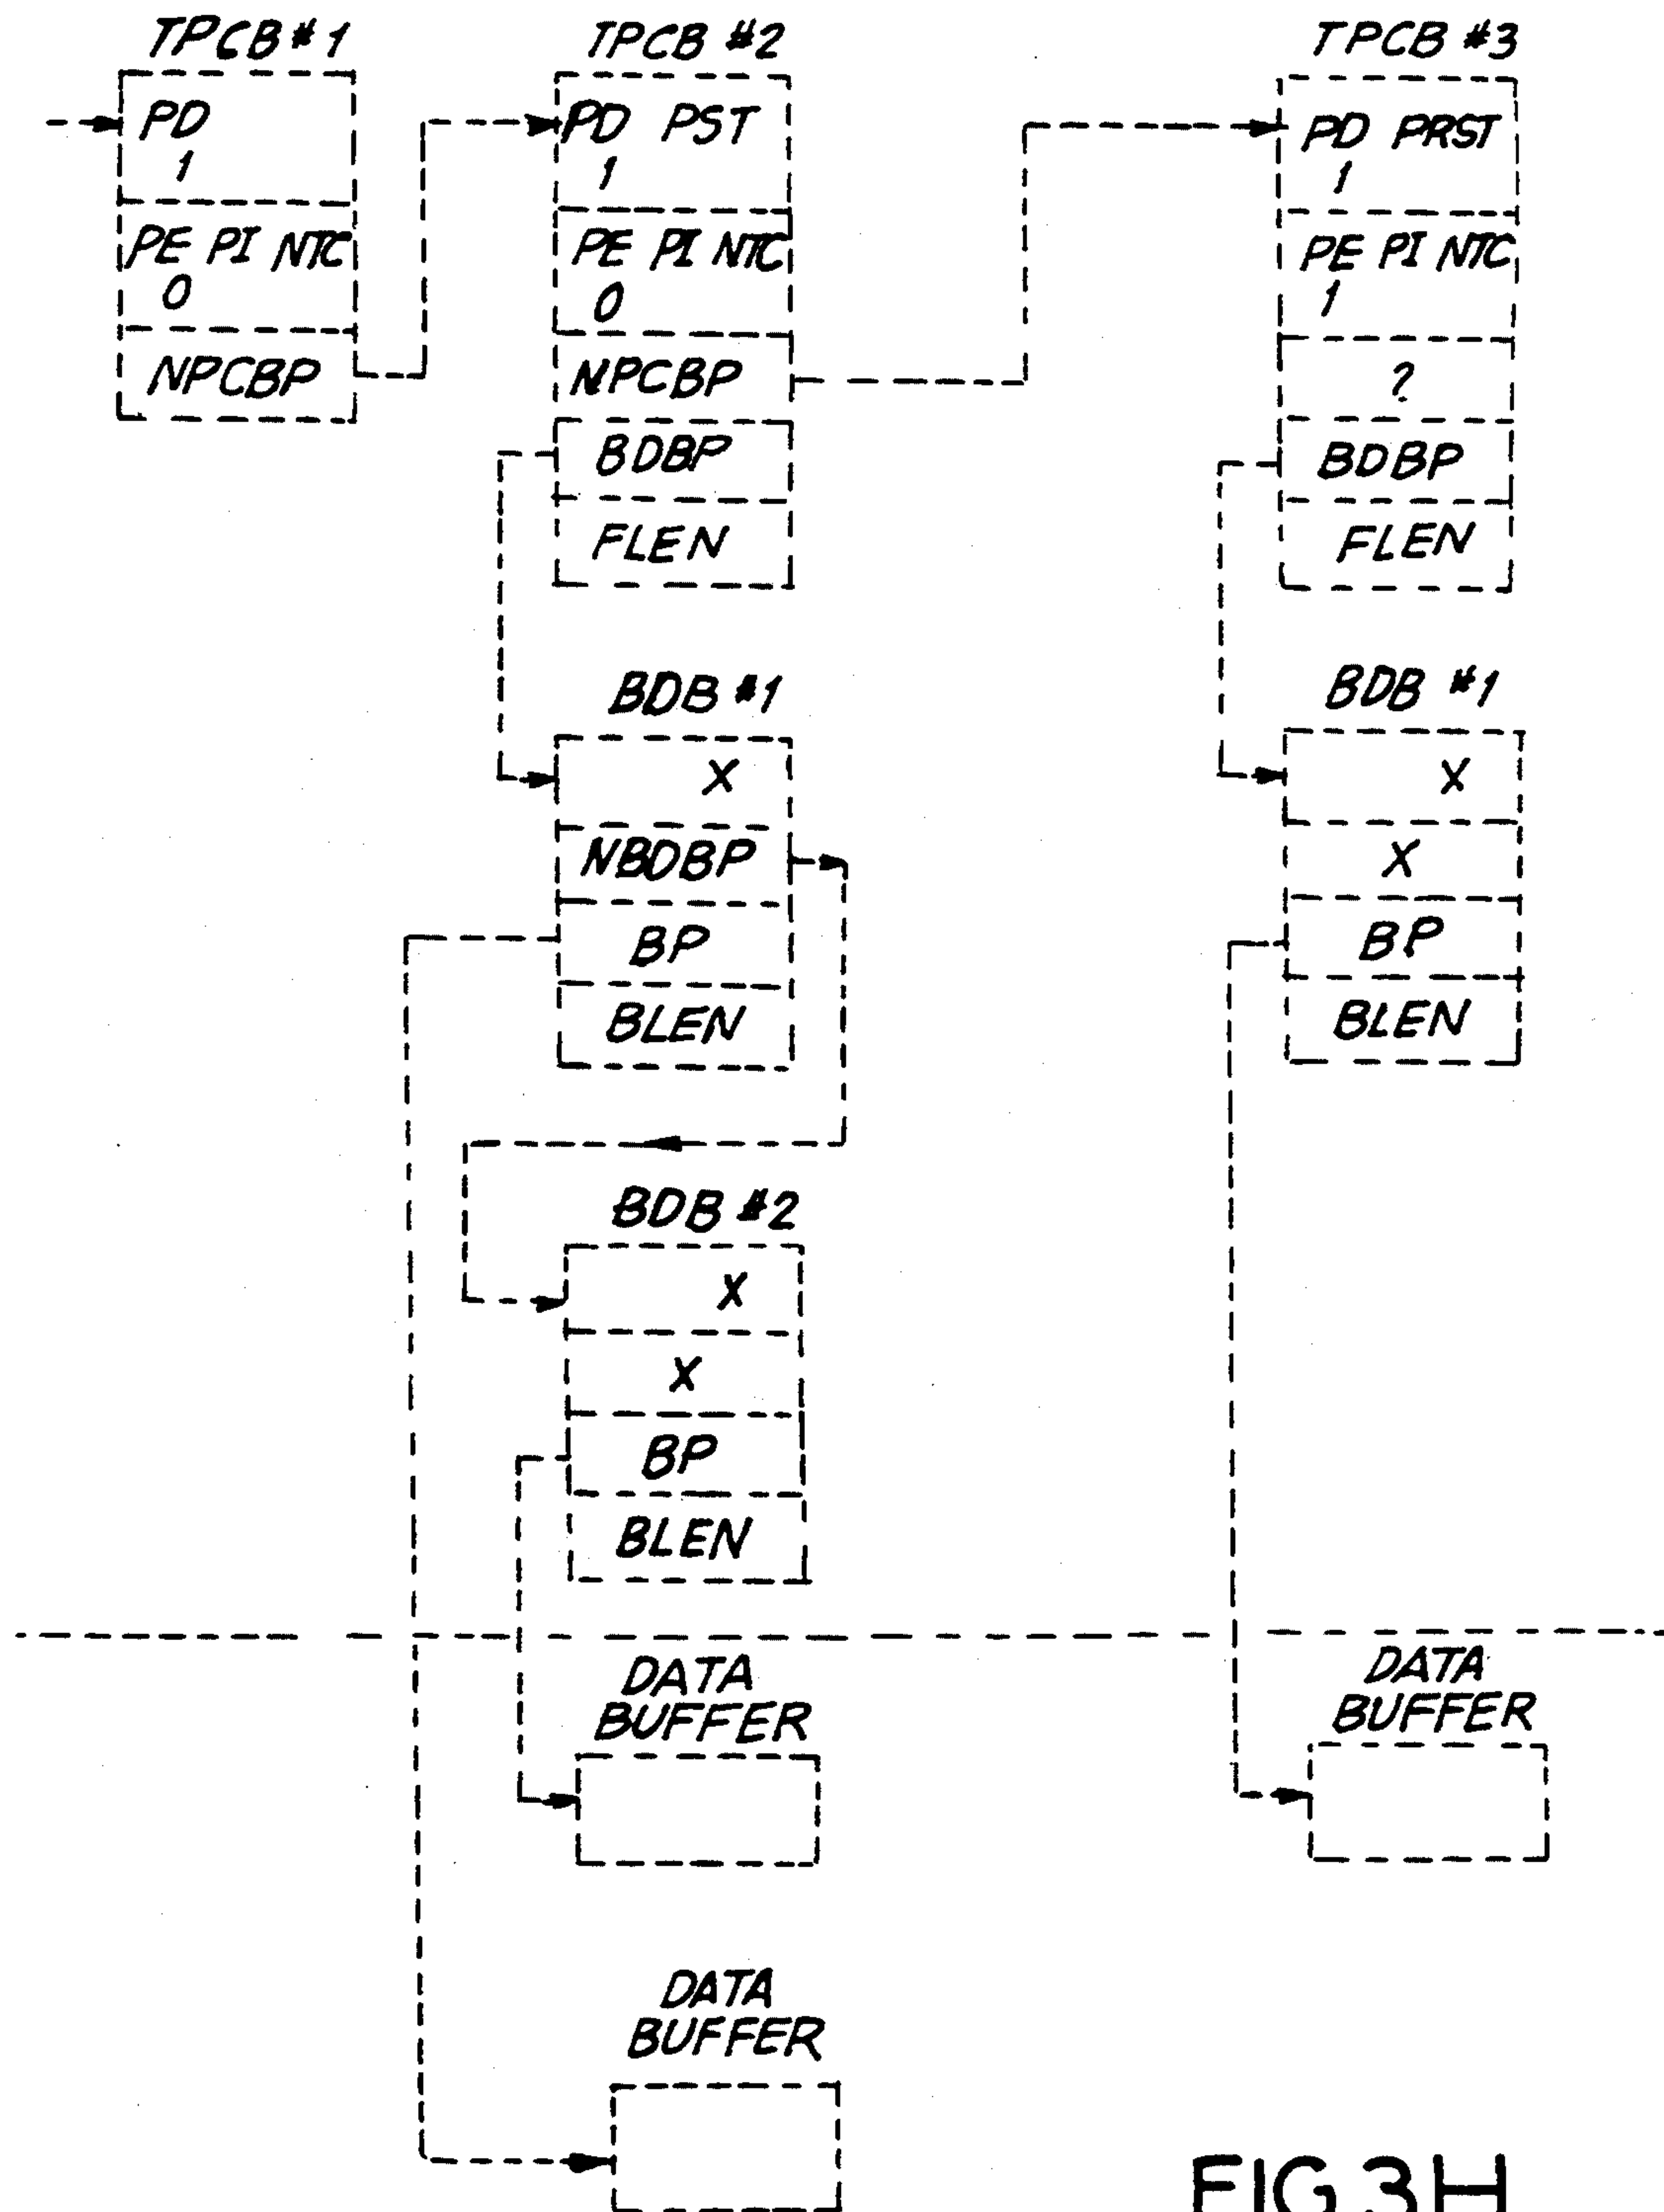 TPCB #1
PD
1
PE PI NTC
0
NPCBP
TPCB #2
PD PST
1
PE PI NTC
0
NPCBP
BDBP
FLEN
TPCB #3
PD PRST
1
PE PI NTC
1
?
BDBP
FLEN
BDB #1
X
NBDBP
BP
BLEN
BDB #1
X
X
BP
BLEN
BDB #2
X
X
BP
BLEN
DATA
BUFFER
DATA
BUFFER
DATA
BUFFER
FIG.3H